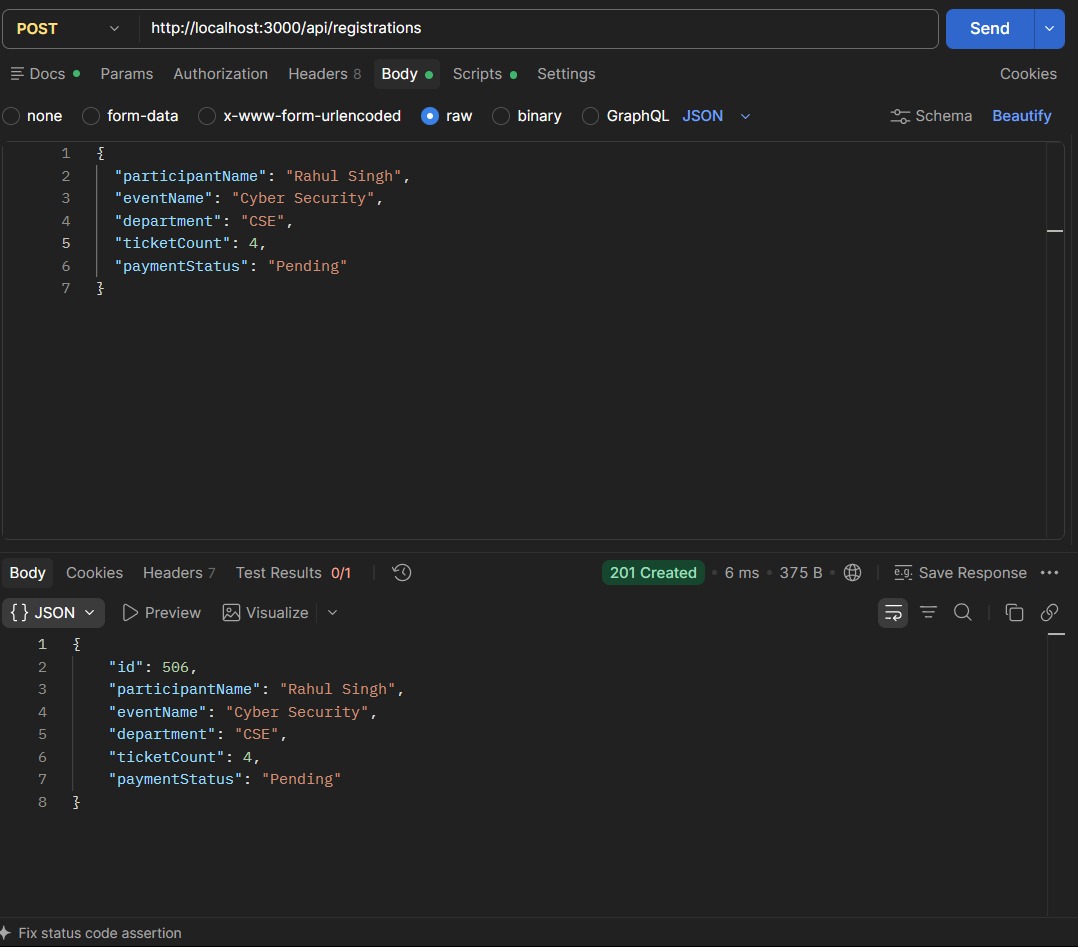 POST http://localhost:3000/api/registrations Send
Docs Params Authorization Headers 8 Body Scripts Settings Cookies
none form-data x-www-form-urlencoded raw binary GraphQL JSON Schema Beautify
1 {
2 "participantName": "Rahul Singh",
3 "eventName": "Cyber Security",
4 "department": "CSE",
5 "ticketCount": 4,
6 "paymentStatus": "Pending"
7 }
Body Cookies Headers 7 Test Results 0/1 201 Created • 6 ms • 375 B • e.g. Save Response •••
{} JSON Preview Visualize
1 {
2 "id": 506,
3 "participantName": "Rahul Singh",
4 "eventName": "Cyber Security",
5 "department": "CSE",
6 "ticketCount": 4,
7 "paymentStatus": "Pending"
8 }
Fix status code assertion